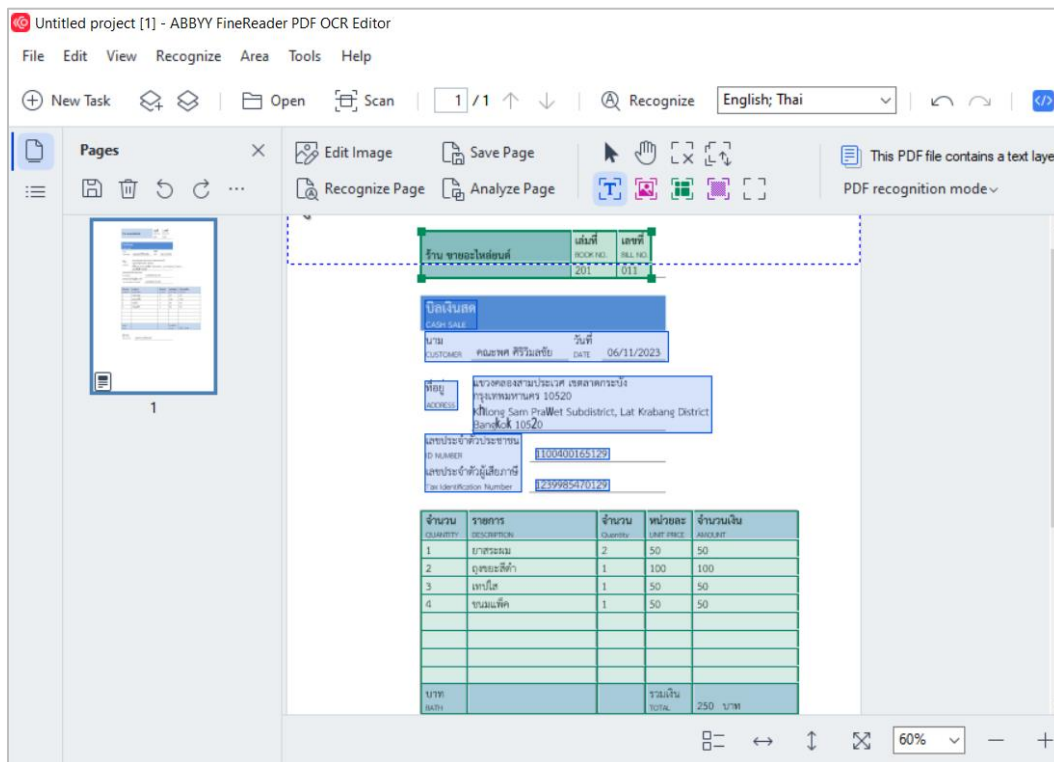 Untitled project [1] - ABBYY FineReader PDF OCR Editor
File Edit View Recognize Area Tools Help
New Task Open Scan 1 / 1 Recognize English; Thai
Pages
Edit Image Save Page
This PDF file contains a text laye
Recognize Page Analyze Page
PDF recognition mode
1
ร้าน ขายอะไหล่ยนต์
เล่มที่ เลขที่
BOOK NO. BILL NO.
201 011
บิลเงินสด
CASH SALE
นาม วันที่
CUSTOMER คณะพศ ศิริวิมลชัย DATE 06/11/2023
ที่อยู่
ADDRESS
แขวงคลองสามประเวศ เขตลาดกระบัง
กรุงเทพมหานคร 10520
Khlong Sam PraWet Subdistrict, Lat Krabang District
Bangkok 10520
เลขประจำตัวประชาชน
ID NUMBER 1100400165129
เลขประจำตัวผู้เสียภาษี
Tax Identification Number 1239985470129
จำนวน รายการ จำนวน หน่วยละ จำนวนเงิน
QUANTITY DESCRIPTION Quantity UNIT PRICE AMOUNT
1 ยาสระผม 2 50 50
2 ถุงขยะสีดำ 1 100 100
3 เทปใส 1 50 50
4 ขนมแพ็ค 1 50 50
บาท รวมเงิน
BATH TOTAL 250 บาท
60%